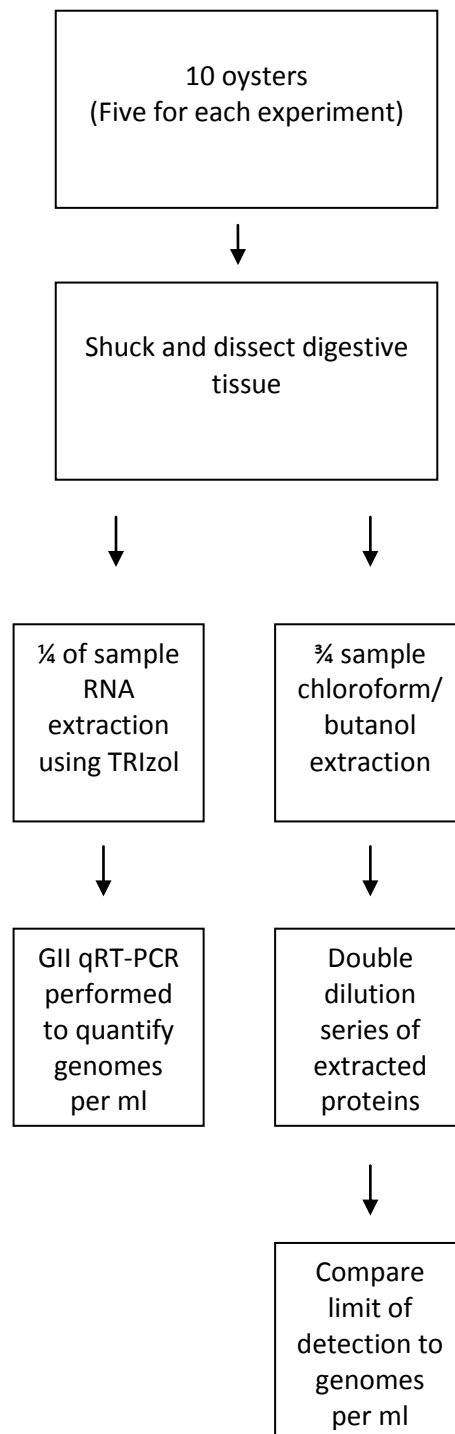 10 oysters
(Five for each experiment)
Shuck and dissect digestive
tissue
¼ of sample
RNA
extraction
using TRIzol
¾ sample
chloroform/
butanol
extraction
GII qRT-PCR
performed
to quantify
genomes
per ml
Double
dilution
series of
extracted
proteins
Compare
limit of
detection to
genomes
per ml